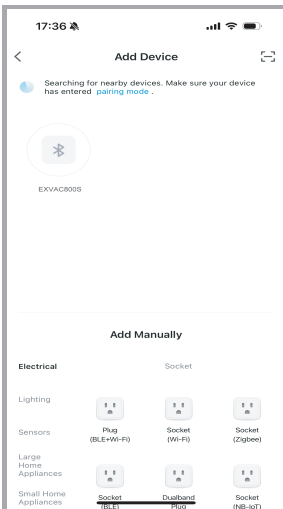 17:36
Add Device
Searching for nearby devices. Make sure your device
has entered pairing mode .
EXVAC800S
Add Manually
Electrical
Socket
Lighting
Sensors
Plug
(BLE+Wi-Fi)
Socket
(Wi-Fi)
Socket
(Zigbee)
Large
Home
Appliances
Small Home
Appliances
Socket
(BLE)
Dualband
Plug
Socket
(NB-IoT)